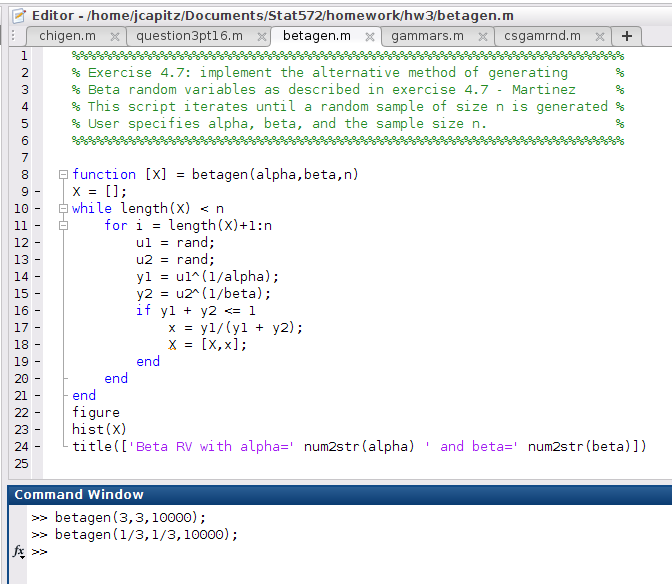 Editor - /home/jcapitz/Documents/Stat572/homework/hw3/betagen.m
chigen.m × question3pt16.m × betagen.m × gammars.m × csgamrnd.m × +
1 %%%%%%%%%%%%%%%%%%%%%%%%%%%%%%%%%%%%%%%%%%%%%%%%%%%%%%%%%%%%%%%%%%%%%
2 % Exercise 4.7: implement the alternative method of generating %
3 % Beta random variables as described in exercise 4.7 - Martinez %
4 % This script iterates until a random sample of size n is generated %
5 % User specifies alpha, beta, and the sample size n. %
6 %%%%%%%%%%%%%%%%%%%%%%%%%%%%%%%%%%%%%%%%%%%%%%%%%%%%%%%%%%%%%%%%%%%%%
7
8 function [X] = betagen(alpha,beta,n)
9 - X = [];
10 - while length(X) < n
11 - for i = length(X)+1:n
12 - u1 = rand;
13 - u2 = rand;
14 - y1 = u1^(1/alpha);
15 - y2 = u2^(1/beta);
16 - if y1 + y2 <= 1
17 - x = y1/(y1 + y2);
18 - X = [X,x];
19 - end
20 - end
21 - end
22 - figure
23 - hist(X)
24 - title(['Beta RV with alpha=' num2str(alpha) ' and beta=' num2str(beta)])
25
Command Window
>> betagen(3,3,10000);
>> betagen(1/3,1/3,10000);
fx >>